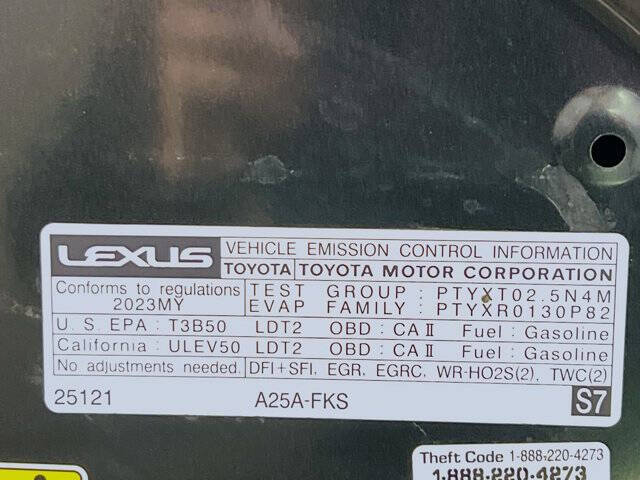 LEXUS VEHICLE EMISSION CONTROL INFORMATION
TOYOTA TOYOTA MOTOR CORPORATION
Conforms to regulations
2023MY
TEST GROUP : PTYXT02.5N4M
EVAP FAMILY : PTYXR0130P82
U.S. EPA : T3B50 LDT2 OBD : CA II Fuel : Gasoline
California : ULEV50 LDT2 OBD : CA II Fuel : Gasoline
No adjustments needed. DFI+SFI, EGR, EGRC, WR-HO2S(2), TWC(2)
25121 A25A-FKS S7
Theft Code 1-888-220-4273
1-888-220-4273